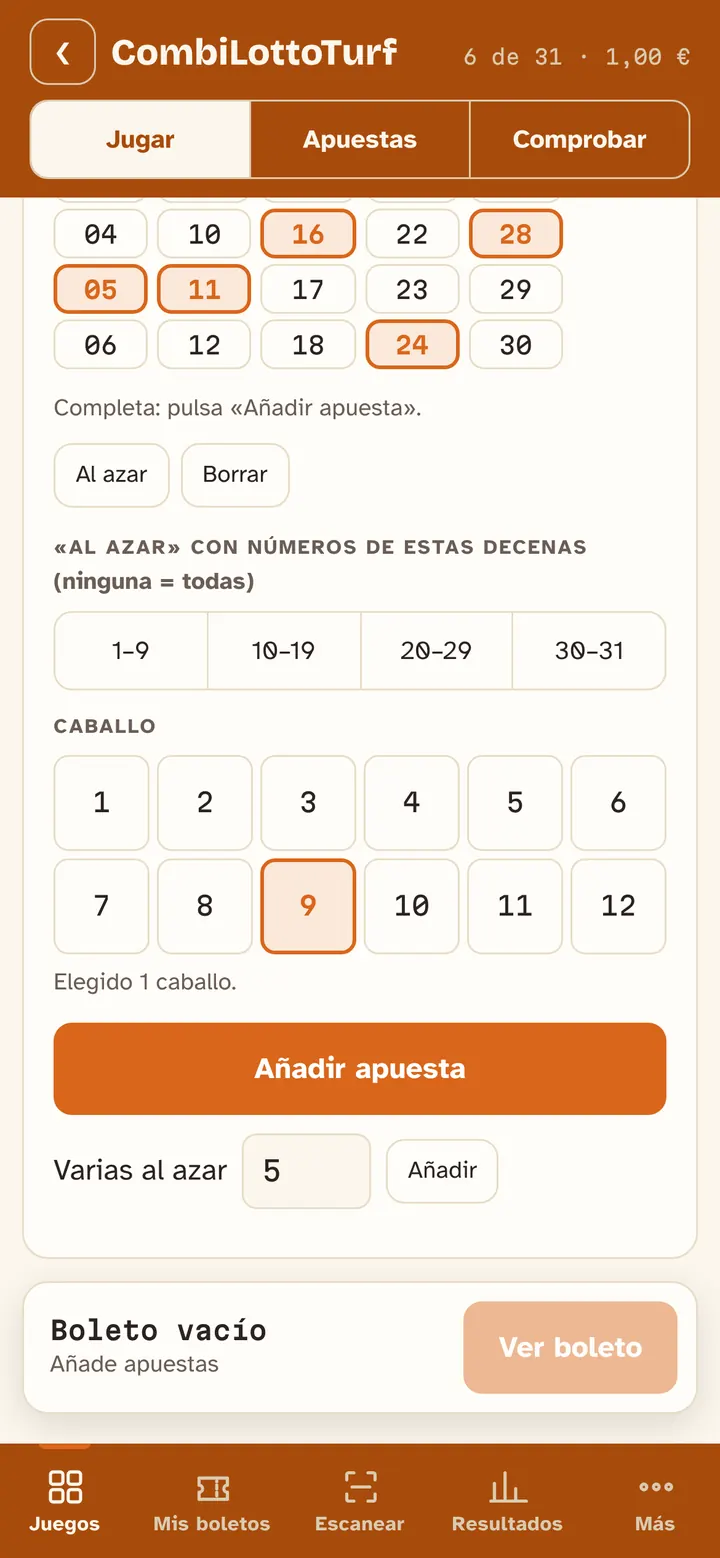 ‹ CombiLottoTurf 6 de 31 · 1,00 €
Jugar Apuestas Comprobar
04 10 16 22 28
05 11 17 23 29
06 12 18 24 30
Completa: pulsa «Añadir apuesta».
Al azar Borrar
«AL AZAR» CON NÚMEROS DE ESTAS DECENAS
(ninguna = todas)
1–9 10–19 20–29 30–31
CABALLO
1 2 3 4 5 6
7 8 9 10 11 12
Elegido 1 caballo.
Añadir apuesta
Varias al azar 5 Añadir
Boleto vacío
Añade apuestas
Ver boleto
Juegos Mis boletos Escanear Resultados Más